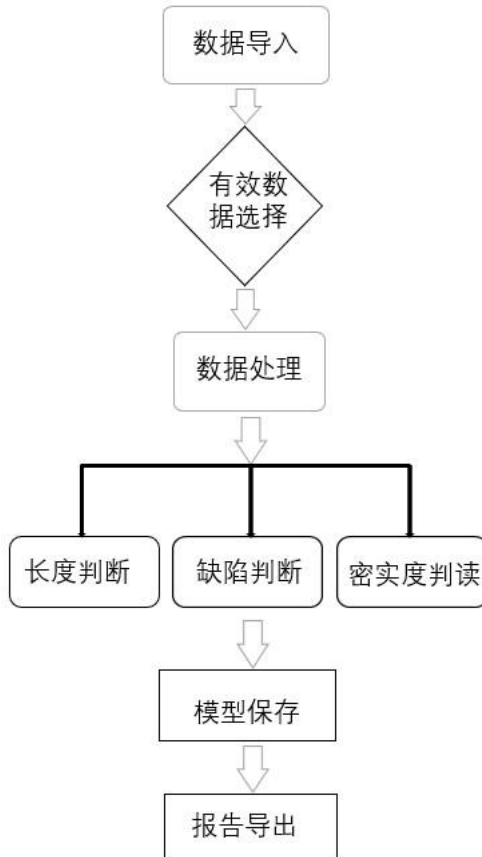 数据导入
有效数
据选择
数据处理
长度判断
缺陷判断
密实度判读
模型保存
报告导出